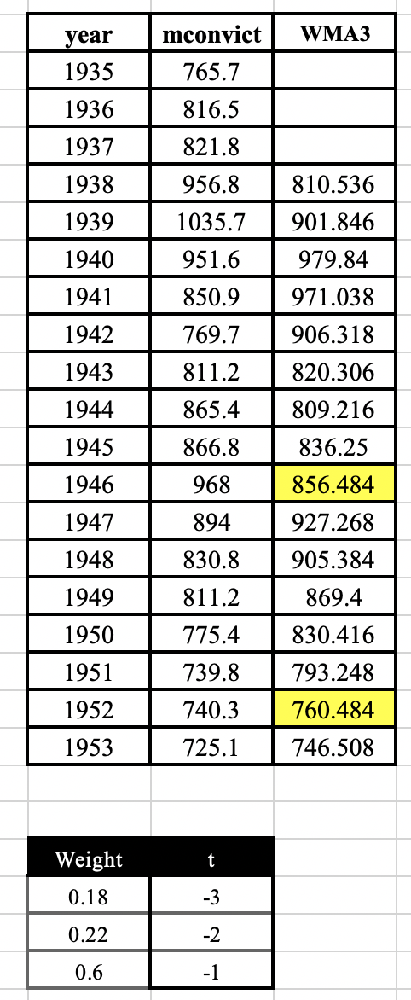 year mconvict WMA3
1935 765.7
1936 816.5
1937 821.8
1938 956.8 810.536
1939 1035.7 901.846
1940 951.6 979.84
1941 850.9 971.038
1942 769.7 906.318
1943 811.2 820.306
1944 865.4 809.216
1945 866.8 836.25
1946 968 856.484
1947 894 927.268
1948 830.8 905.384
1949 811.2 869.4
1950 775.4 830.416
1951 739.8 793.248
1952 740.3 760.484
1953 725.1 746.508
Weight t
0.18 -3
0.22 -2
0.6 -1